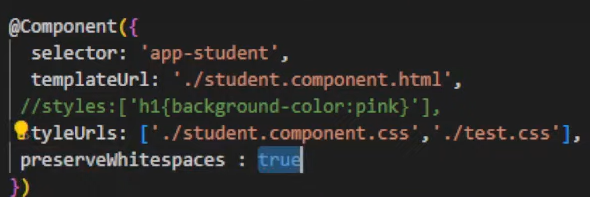 @Component({
selector: 'app-student',
templateUrl: './student.component.html',
//styles:['h1{background-color:pink}'],
tyleUrls: ['./student.component.css','./test.css'],
preserveWhitespaces : true
})